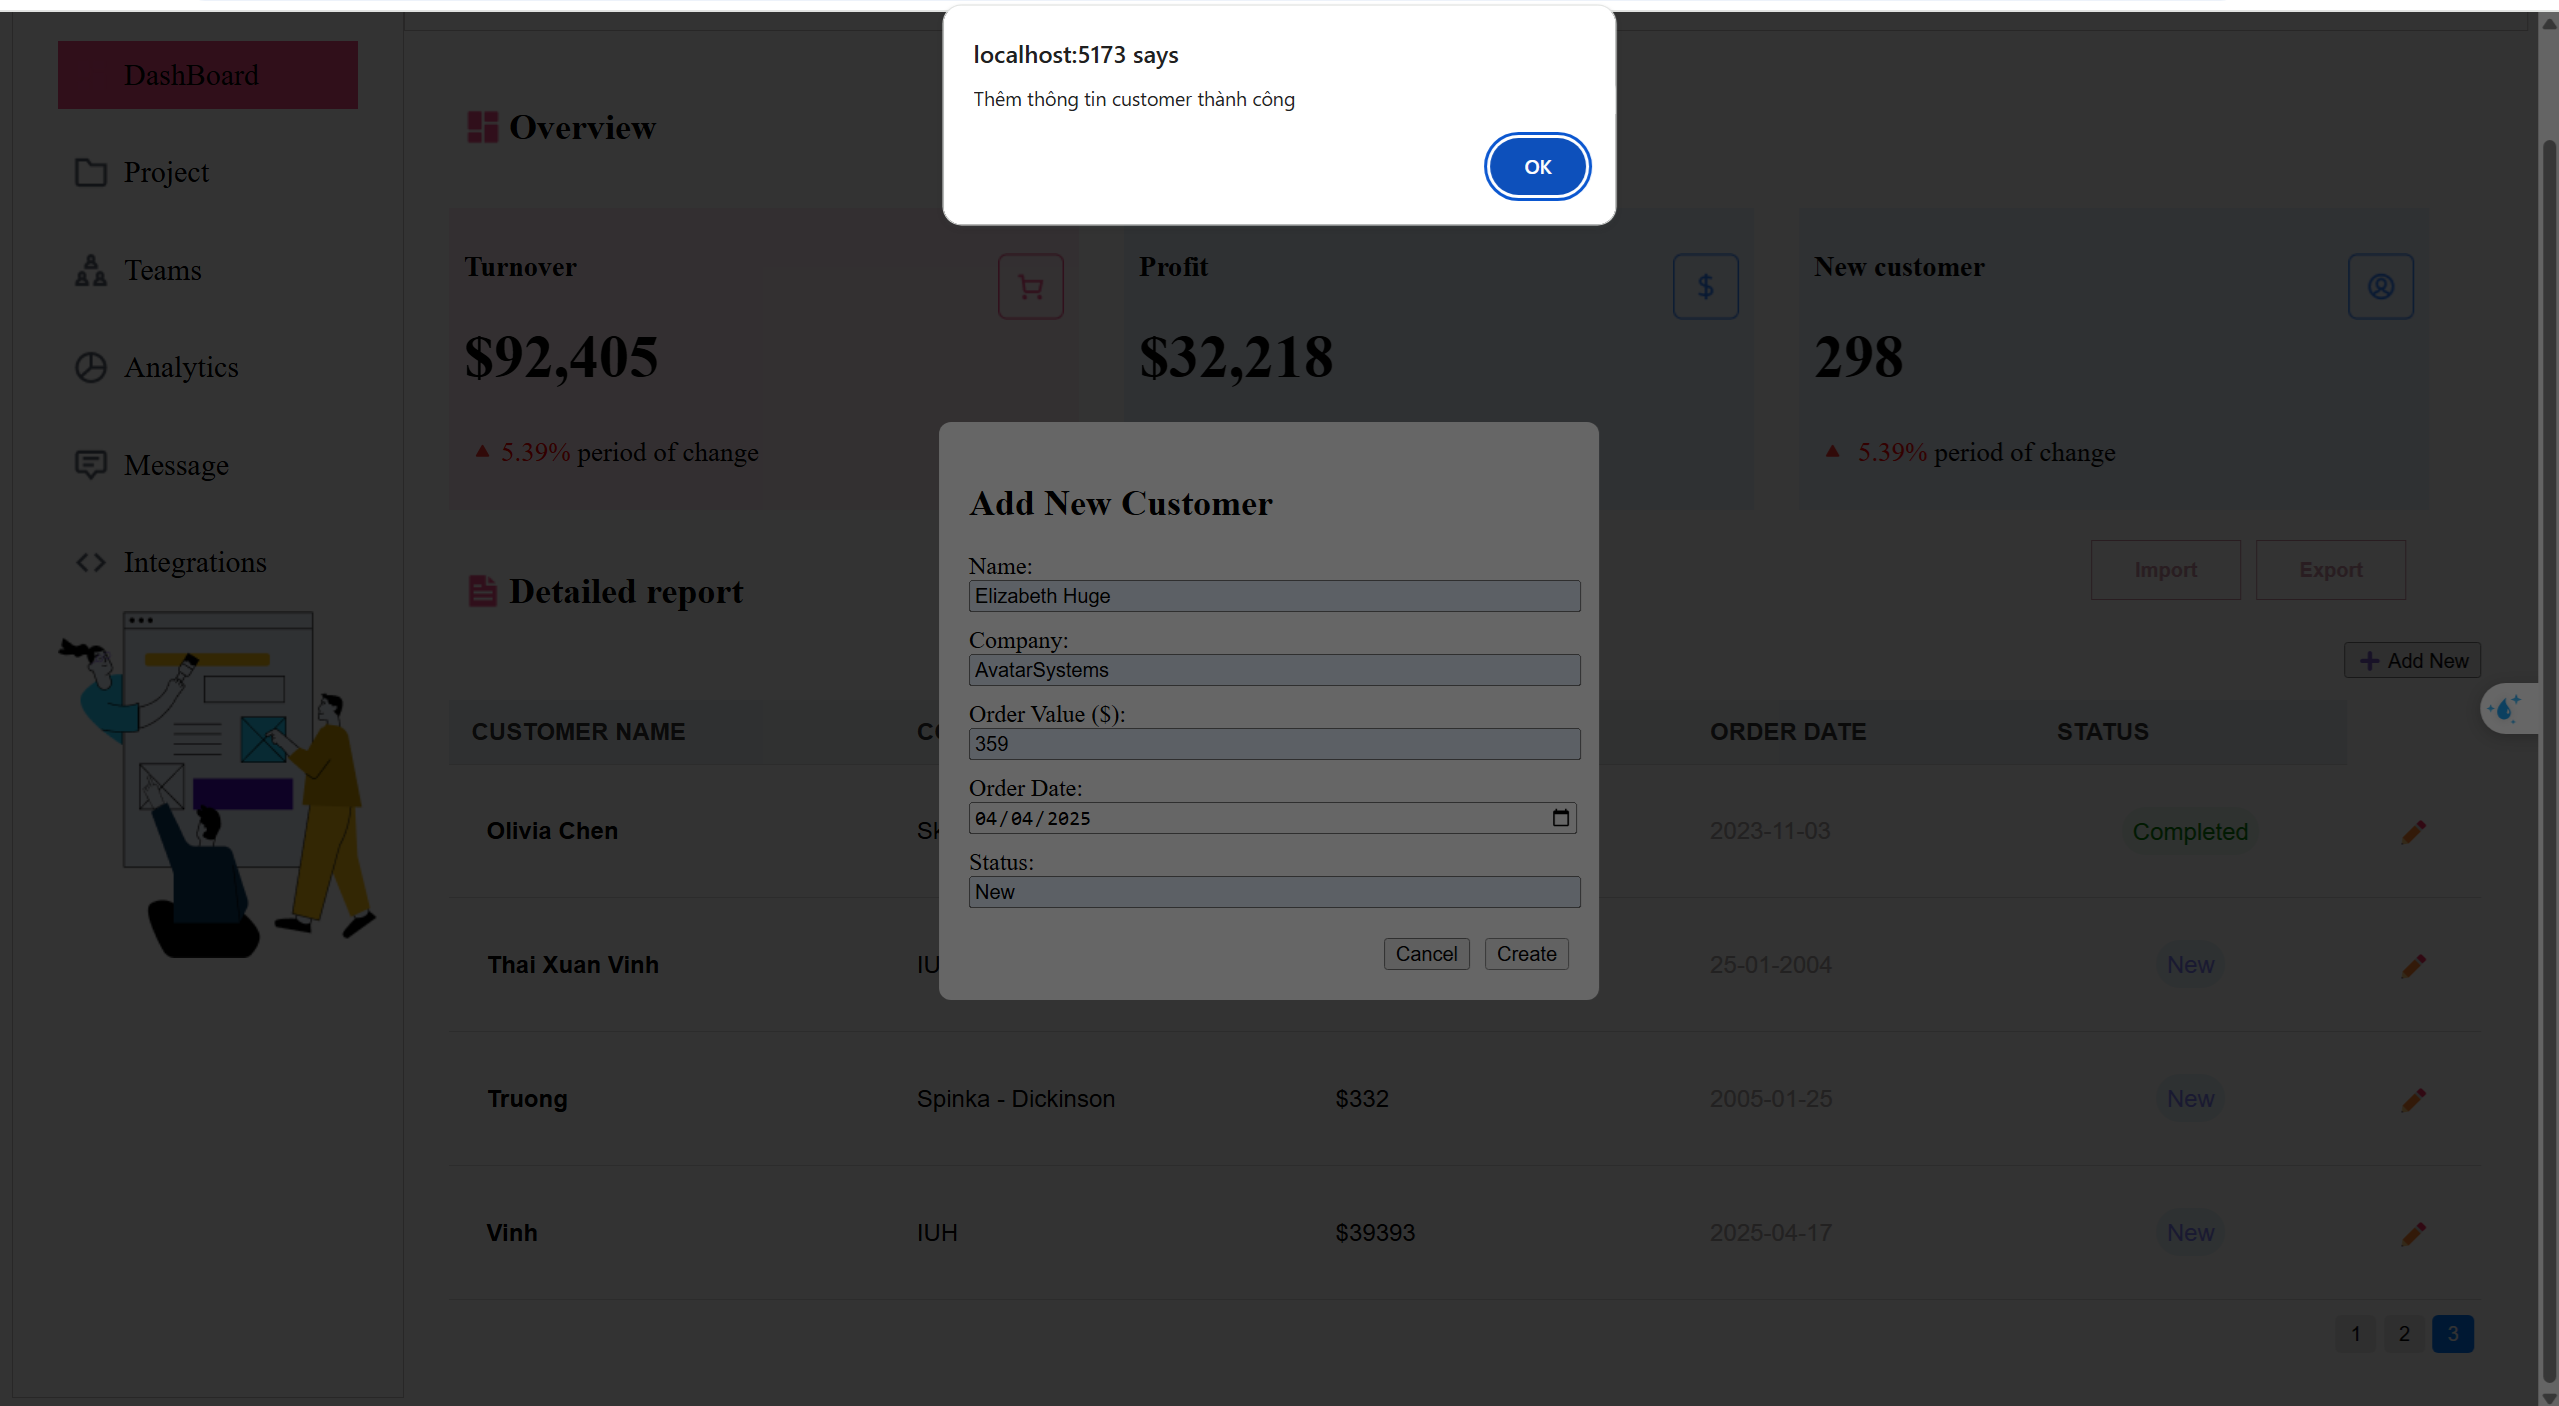 localhost:5173 says
Thêm thông tin customer thành công
OK
DashBoard
Project
Teams
Analytics
Message
Integrations
Overview
Turnover
$92,405
5.39% period of change
Profit
$32,218
New customer
298
5.39% period of change
Detailed report
Import
Export
Add New
Add New Customer
Name:
Elizabeth Huge
Company:
AvatarSystems
Order Value ($):
359
Order Date:
04/04/2025
Status:
New
Cancel
Create
CUSTOMER NAME ORDER DATE STATUS
Olivia Chen 2023-11-03 Completed
Thai Xuan Vinh IU 25-01-2004 New
Truong Spinka - Dickinson $332 2005-01-25 New
Vinh IUH $39393 2025-04-17 New
1 2 3